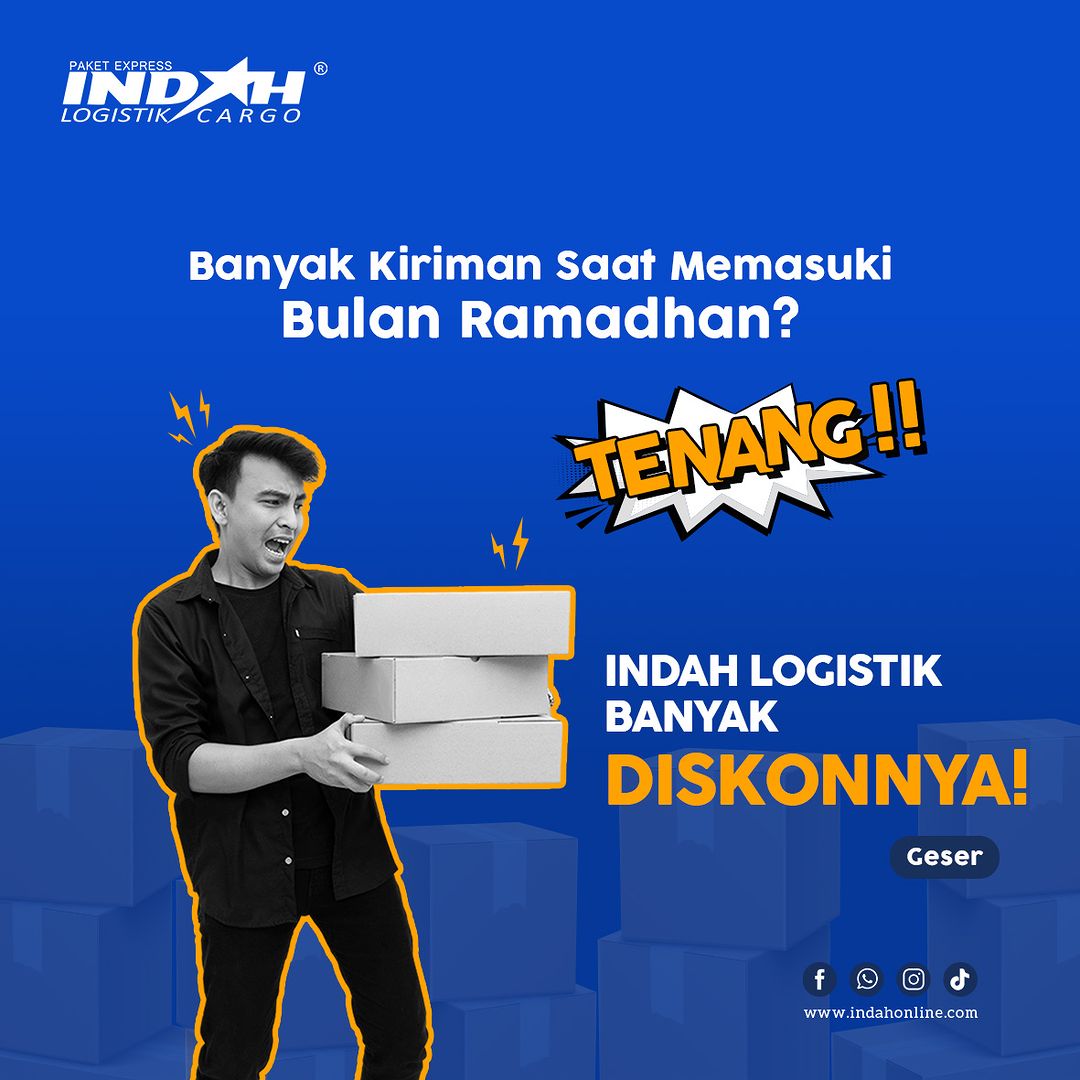 PAKET EXPRESS
INDAH ®
LOGISTIK CARGO
Banyak Kiriman Saat Memasuki
Bulan Ramadhan?
TENANG!!
INDAH LOGISTIK
BANYAK
DISKONNYA!
Geser
www.indahonline.com